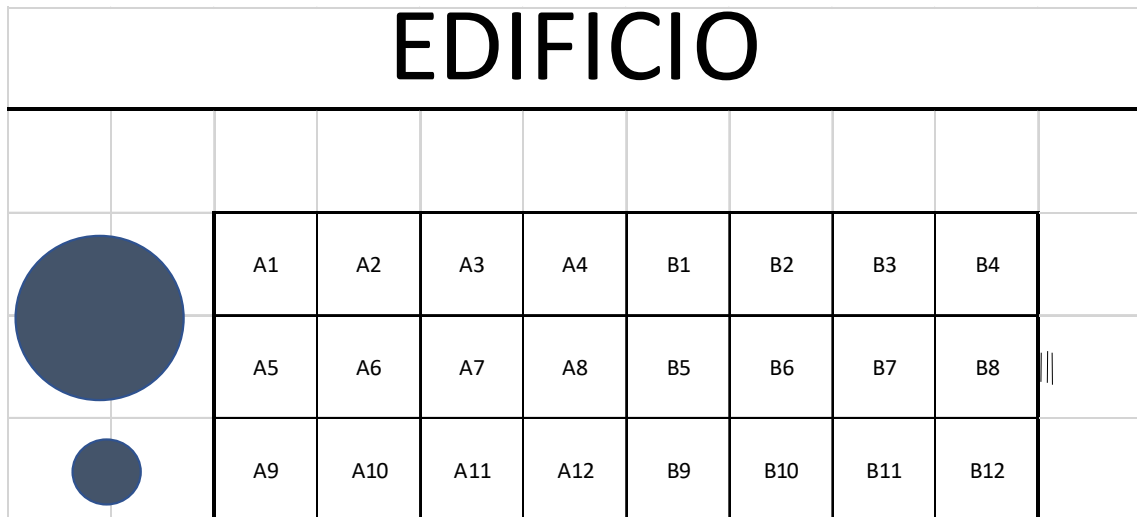 EDIFICIO
A1 A2 A3 A4 B1 B2 B3 B4
A5 A6 A7 A8 B5 B6 B7 B8
A9 A10 A11 A12 B9 B10 B11 B12